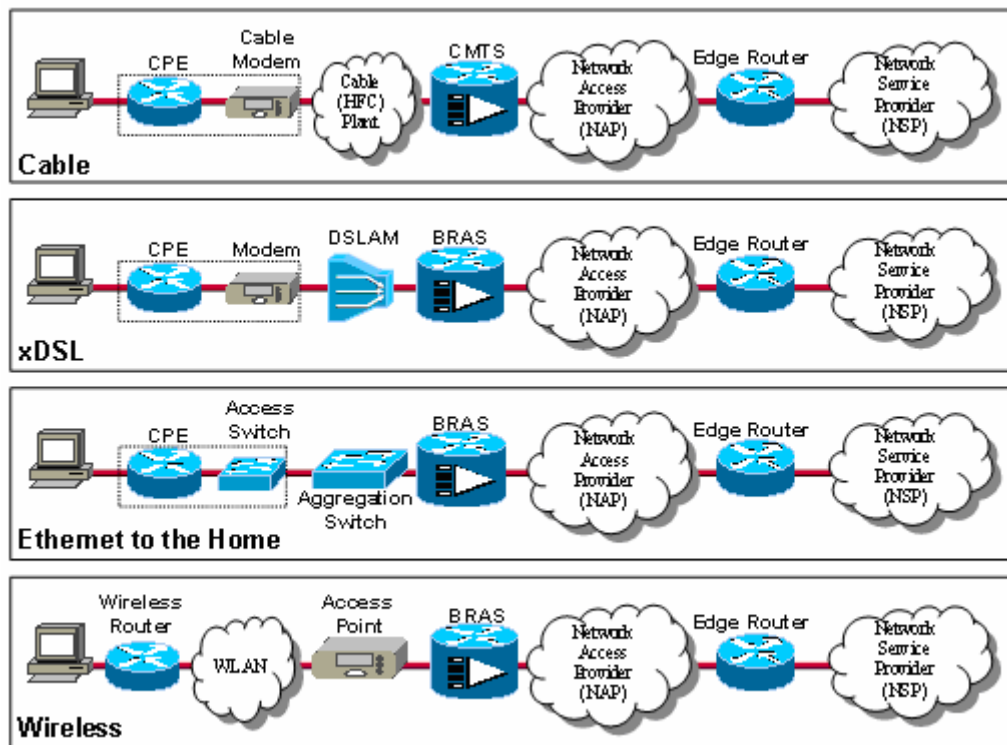 CPE
Cable
Modem
Cable
(HFC)
Plant
CMTS
Network
Access
Provider
(NAP)
Edge Router
Network
Service
Provider
(NSP)
Cable
CPE
Modem
DSLAM
BRAS
Network
Access
Provider
(NAP)
Edge Router
Network
Service
Provider
(NSP)
xDSL
CPE
Access
Switch
Aggregation
Switch
BRAS
Network
Access
Provider
(NAP)
Edge Router
Network
Service
Provider
(NSP)
Ethernet to the Home
Wireless
Router
WLAN
Access
Point
BRAS
Network
Access
Provider
(NAP)
Edge Router
Network
Service
Provider
(NSP)
Wireless